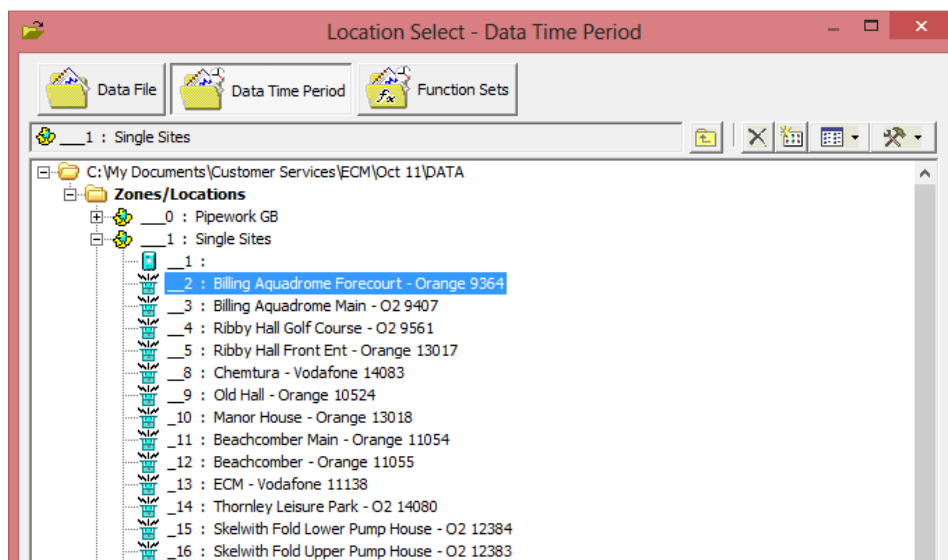 Location Select - Data Time Period
Data File
Data Time Period
fx
Function Sets
___1 : Single Sites
C:\My Documents\Customer Services\ECM\Oct 11\DATA
Zones/Locations
___0 : Pipework GB
___1 : Single Sites
__1 :
__2 : Billing Aquadrome Forecourt - Orange 9364
__3 : Billing Aquadrome Main - O2 9407
__4 : Ribby Hall Golf Course - O2 9561
__5 : Ribby Hall Front Ent - Orange 13017
__8 : Chemtura - Vodafone 14083
__9 : Old Hall - Orange 10524
_10 : Manor House - Orange 13018
_11 : Beachcomber Main - Orange 11054
_12 : Beachcomber - Orange 11055
_13 : ECM - Vodafone 11138
_14 : Thornley Leisure Park - O2 14080
_15 : Skelwith Fold Lower Pump House - O2 12384
_16 : Skelwith Fold Upper Pump House - O2 12383